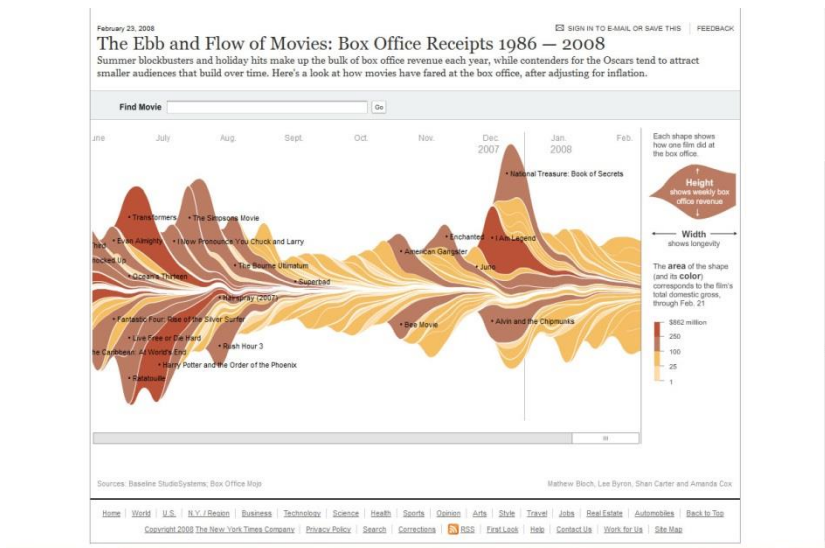 February 23, 2008
SIGN IN TO E-MAIL OR SAVE THIS
FEEDBACK
The Ebb and Flow of Movies: Box Office Receipts 1986 — 2008
Summer blockbusters and holiday hits make up the bulk of box office revenue each year, while contenders for the Oscars tend to attract
smaller audiences that build over time. Here's a look at how movies have fared at the box office, after adjusting for inflation.
Find Movie
Go
une July Aug. Sept. Oct. Nov. Dec. Jan. Feb.
2007 2008
Each shape shows
how one film did at
the box office.
Height
shows weekly box
office revenue
Width
shows longevity
The area of the shape
(and its color)
corresponds to the film's
total domestic gross,
through Feb. 21
$862 million
250
100
25
1
National Treasure: Book of Secrets
Transformers
The Simpsons Movie
Third
Evan Almighty
I Now Pronounce You Chuck and Larry
Enchanted
I Am Legend
American Gangster
nocked Up
The Bourne Ultimatum
Juno
Ocean's Thirteen
Superbad
Hairspray (2007)
Fantastic Four: Rise of the Silver Surfer
Bee Movie
Alvin and the Chipmunks
Live Free or Die Hard
Rush Hour 3
he Caribbean: At World's End
Harry Potter and the Order of the Phoenix
Ratatouille
Sources: Baseline StudioSystems; Box Office Mojo
Mathew Bloch, Lee Byron, Shan Carter and Amanda Cox
Home World U.S. N.Y. / Region Business Technology Science Health Sports Opinion Arts Style Travel Jobs Real Estate Automobiles Back to Top
Copyright 2008 The New York Times Company Privacy Policy Search Corrections RSS First Look Help Contact Us Work for Us Site Map